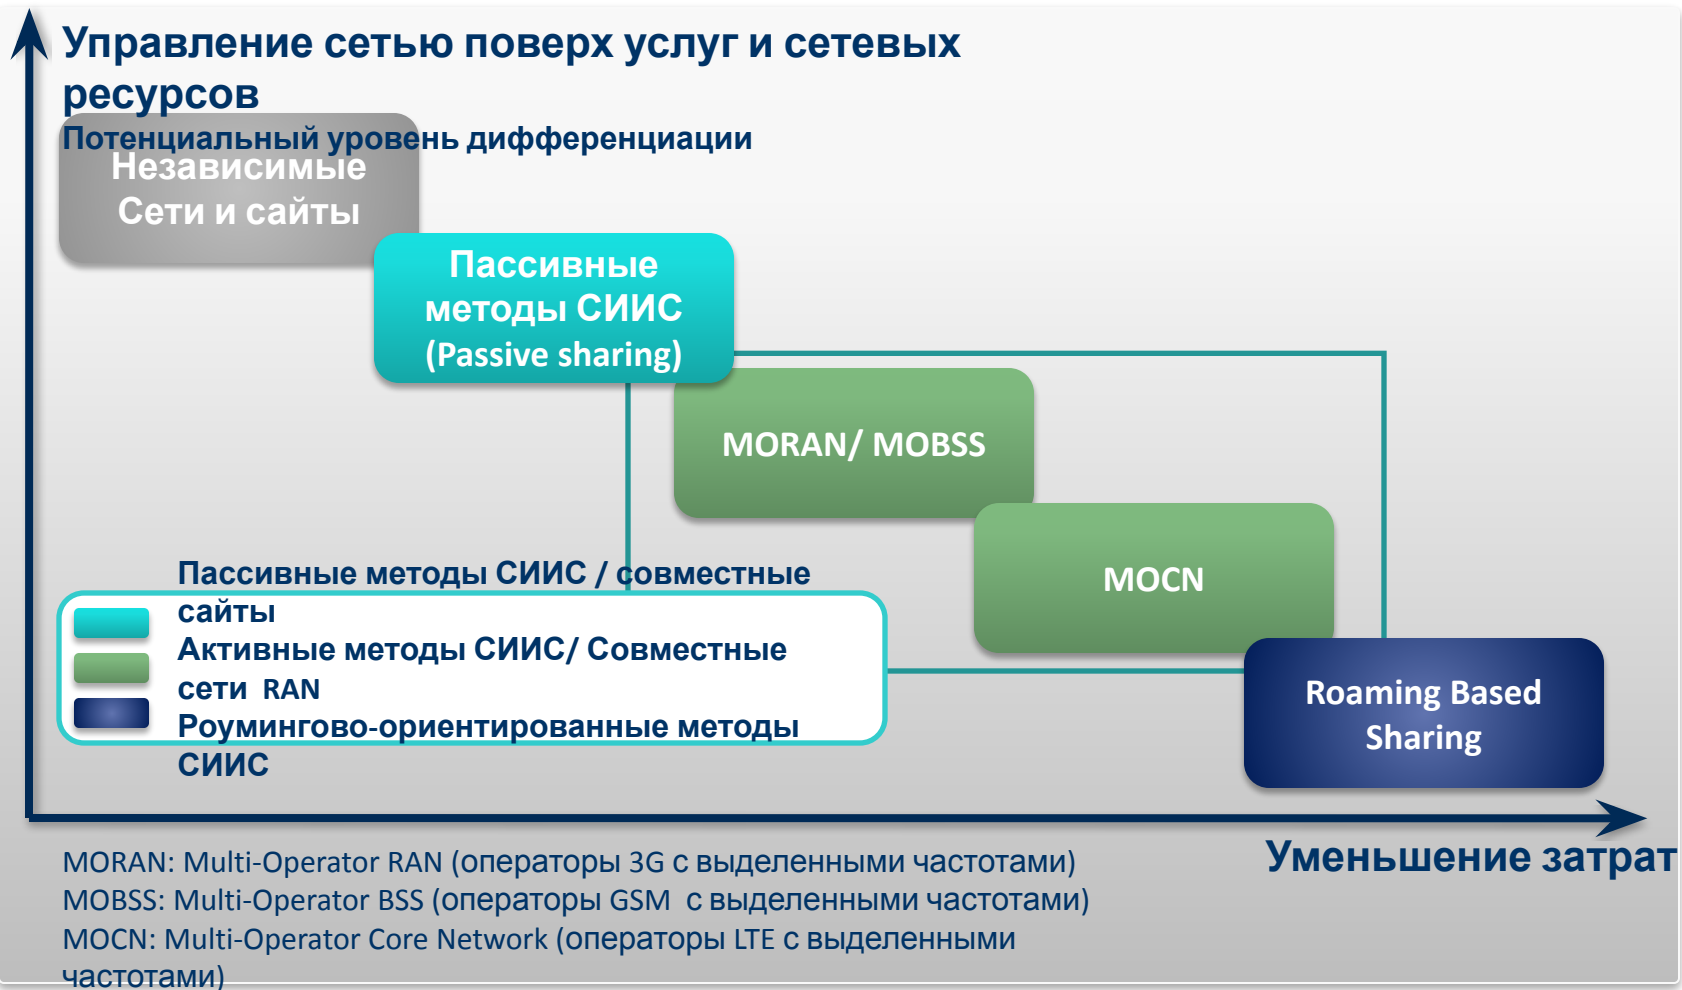 Управление сетью поверх услуг и сетевых
ресурсов
Потенциальный уровень дифференциации
Независимые
Сети и сайты
Пассивные
методы СИИС
(Passive sharing)
MORAN/ MOBSS
MOCN
Roaming Based
Sharing
Пассивные методы СИИС / совместные
сайты
Активные методы СИИС/ Совместные
сети RAN
Роумингово-ориентированные методы
СИИС
Уменьшение затрат
MORAN: Multi-Operator RAN (операторы 3G с выделенными частотами)
MOBSS: Multi-Operator BSS (операторы GSM с выделенными частотами)
MOCN: Multi-Operator Core Network (операторы LTE с выделенными
частотами)